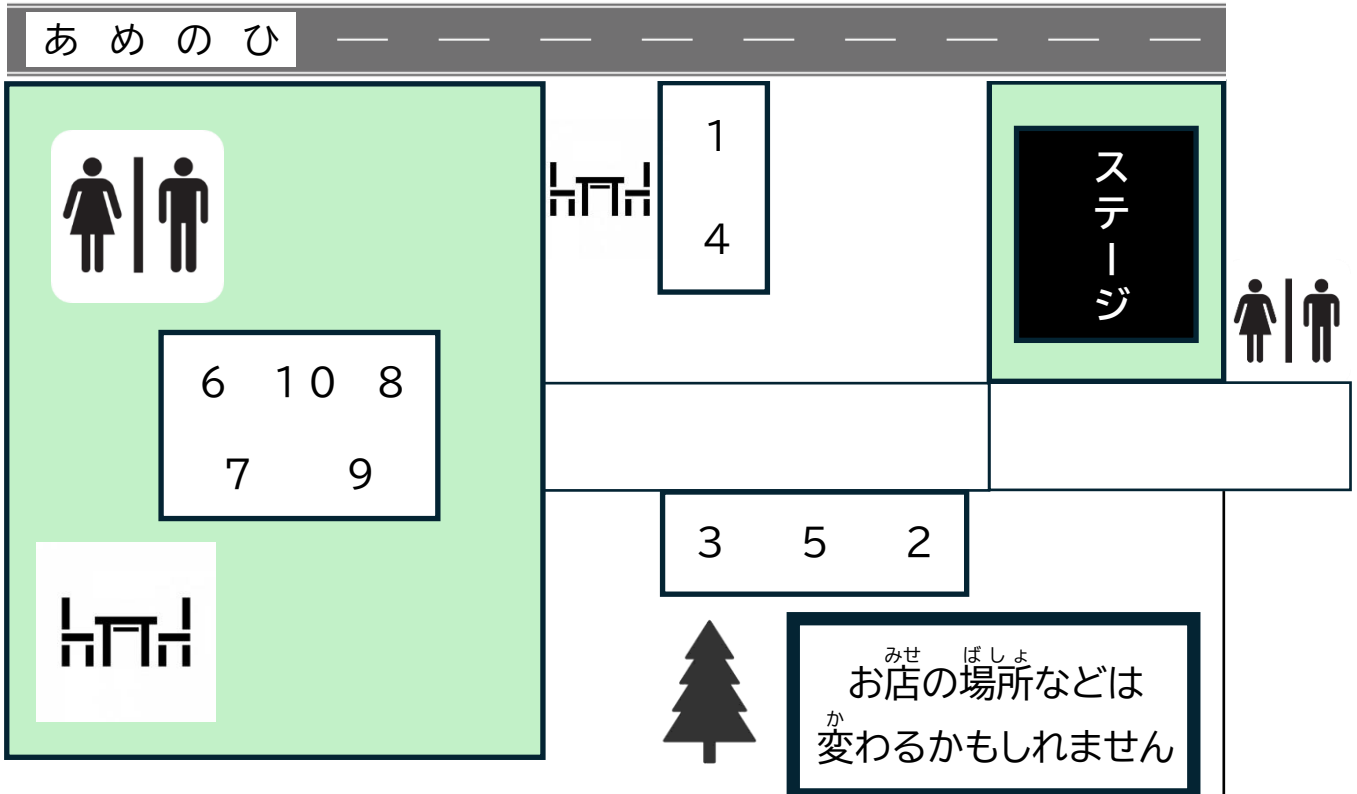 あめのひ
1
4
ステージ
6 10 8
7 9
3 5 2
お店の場所などは
みせ ばしょ
変わるかもしれません
か